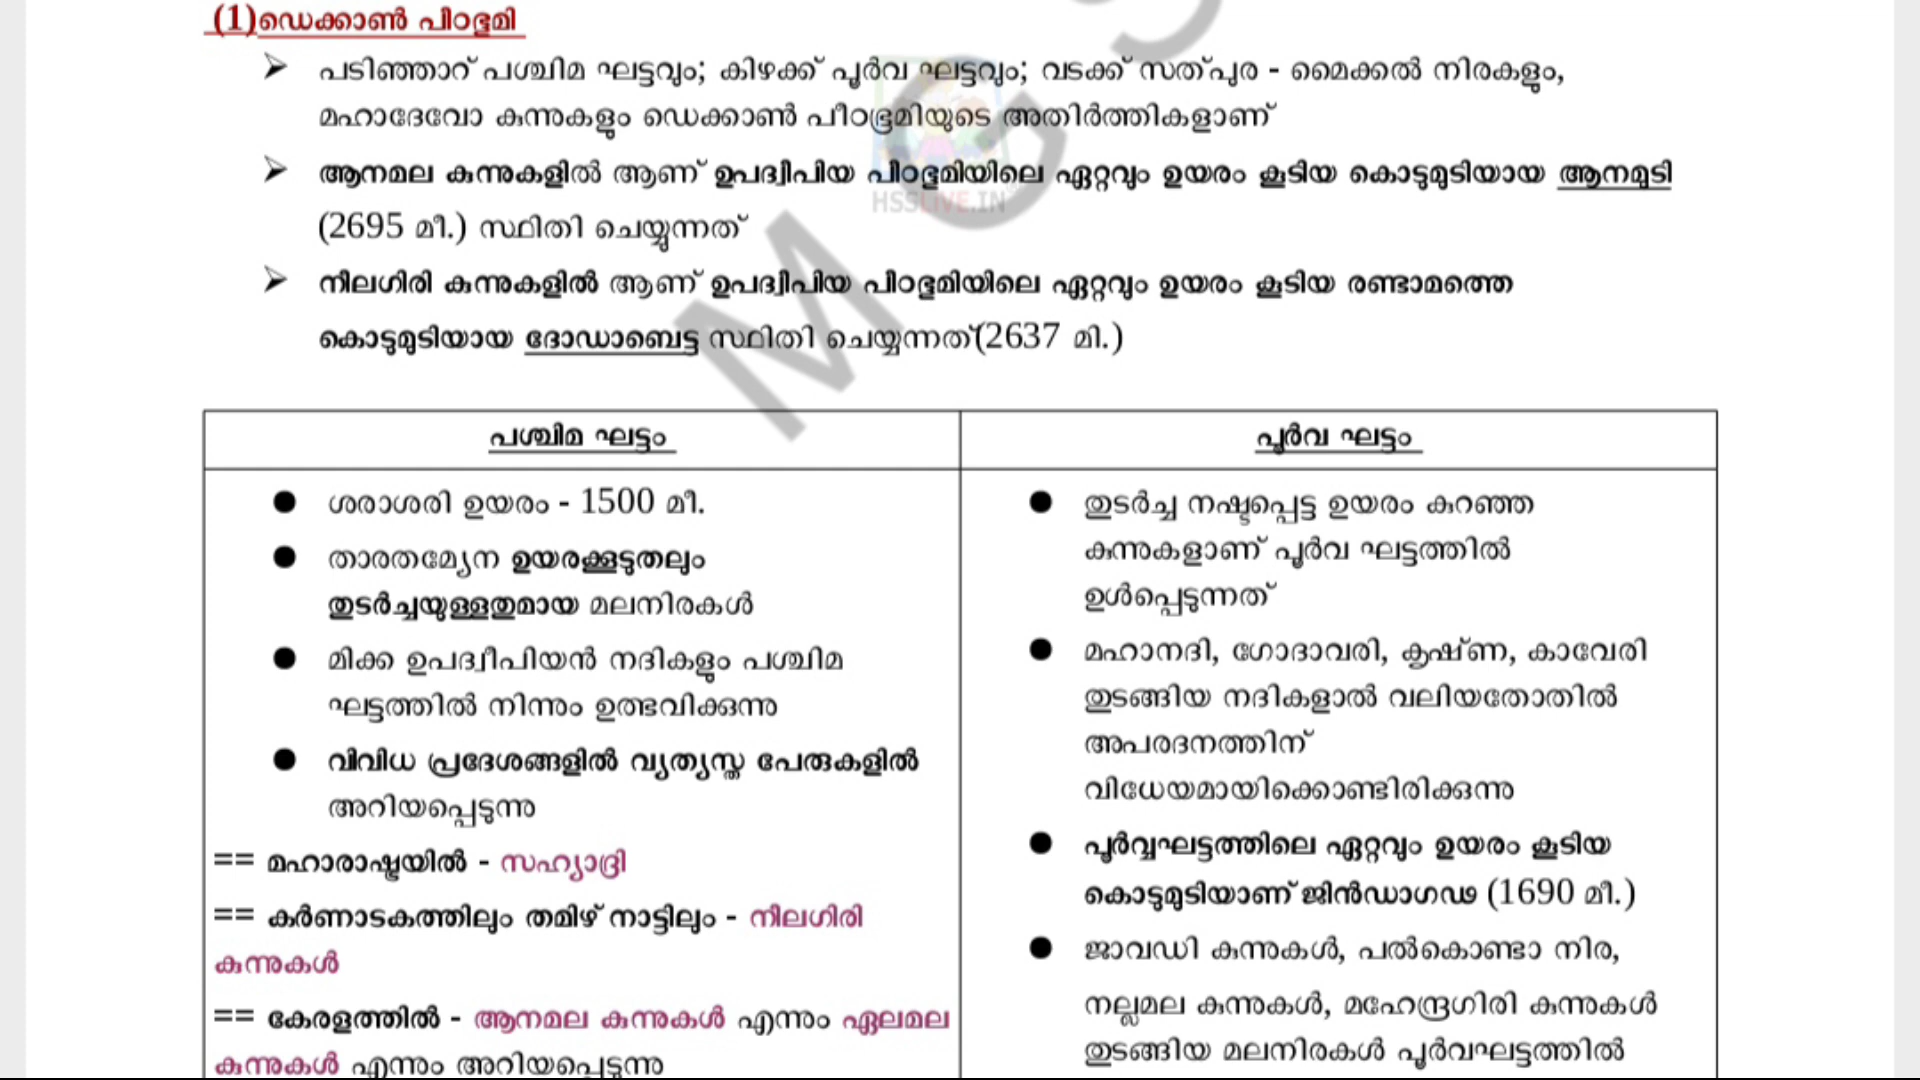 (1)ഡെക്കാൺ പീഠഭൂമി
➢ പടിഞ്ഞാറ് പശ്ചിമ ഘട്ടവും; കിഴക്ക് പൂർവ ഘട്ടവും; വടക്ക് സത്പുര - മൈക്കൽ നിരകളും,
മഹാദേവോ കുന്നുകളും ഡെക്കാൺ പീഠഭൂമിയുടെ അതിർത്തികളാണ്
➢ ആനമല കുന്നുകളിൽ ആണ് ഉപദ്വീപിയ പീഠഭൂമിയിലെ ഏറ്റവും ഉയരം കൂടിയ കൊടുമുടിയായ ആനമുടി
(2695 മീ.) സ്ഥിതി ചെയ്യുന്നത്
➢ നീലഗിരി കുന്നുകളിൽ ആണ് ഉപദ്വീപിയ പീഠഭൂമിയിലെ ഏറ്റവും ഉയരം കൂടിയ രണ്ടാമത്തെ
കൊടുമുടിയായ ദോഡാബെട്ട സ്ഥിതി ചെയ്യുന്നത്(2637 മി.)
HSSLIVE.IN
M G S
പശ്ചിമ ഘട്ടം
● ശരാശരി ഉയരം - 1500 മീ.
● താരതമ്യേന ഉയരക്കൂടുതലും
തുടർച്ചയുള്ളതുമായ മലനിരകൾ
● മിക്ക ഉപദ്വീപിയൻ നദികളും പശ്ചിമ
ഘട്ടത്തിൽ നിന്നും ഉത്ഭവിക്കുന്നു
● വിവിധ പ്രദേശങ്ങളിൽ വ്യത്യസ്ത പേരുകളിൽ
അറിയപ്പെടുന്നു
== മഹാരാഷ്ട്രയിൽ - സഹ്യാദ്രി
== കർണാടകത്തിലും തമിഴ് നാട്ടിലും - നീലഗിരി
കുന്നുകൾ
== കേരളത്തിൽ - ആനമല കുന്നുകൾ എന്നും ഏലമല
കുന്നുകൾ എന്നും അറിയപ്പെടുന്നു
പൂർവ ഘട്ടം
● തുടർച്ച നഷ്ടപ്പെട്ട ഉയരം കുറഞ്ഞ
കുന്നുകളാണ് പൂർവ ഘട്ടത്തിൽ
ഉൾപ്പെടുന്നത്
● മഹാനദി, ഗോദാവരി, കൃഷ്ണ, കാവേരി
തുടങ്ങിയ നദികളാൽ വലിയതോതിൽ
അപരദനത്തിന്
വിധേയമായിക്കൊണ്ടിരിക്കുന്നു
● പൂർവ്വഘട്ടത്തിലെ ഏറ്റവും ഉയരം കൂടിയ
കൊടുമുടിയാണ് ജിൻഡാഗഢ (1690 മീ.)
● ജാവഡി കുന്നുകൾ, പൽകൊണ്ടാ നിര,
നല്ലമല കുന്നുകൾ, മഹേന്ദ്രഗിരി കുന്നുകൾ
തുടങ്ങിയ മലനിരകൾ പൂർവഘട്ടത്തിൽ